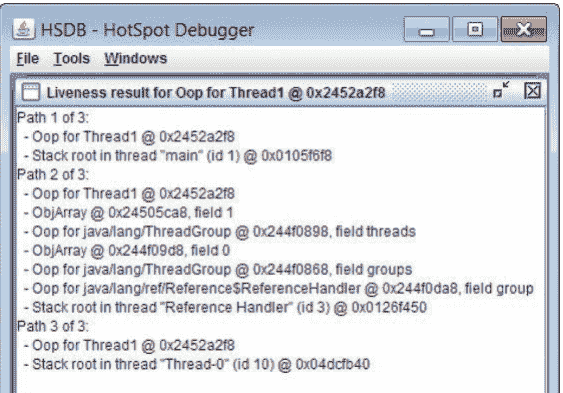 HSDB - HotSpot Debugger
File Tools Windows
Liveness result for Oop for Thread1 @ 0x2452a2f8
Path 1 of 3:
- Oop for Thread1 @ 0x2452a2f8
- Stack root in thread "main" (id 1) @ 0x0105f6f8
Path 2 of 3:
- Oop for Thread1 @ 0x2452a2f8
- ObjArray @ 0x24505ca8, field 1
- Oop for java/lang/ThreadGroup @ 0x244f0898, field threads
- ObjArray @ 0x244f09d8, field 0
- Oop for java/lang/ThreadGroup @ 0x244f0868, field groups
- Oop for java/lang/ref/Reference$ReferenceHandler @ 0x244f0da8, field group
- Stack root in thread "Reference Handler" (id 3) @ 0x0126f450
Path 3 of 3:
- Oop for Thread1 @ 0x2452a2f8
- Stack root in thread "Thread-0" (id 10) @ 0x04dcfb40